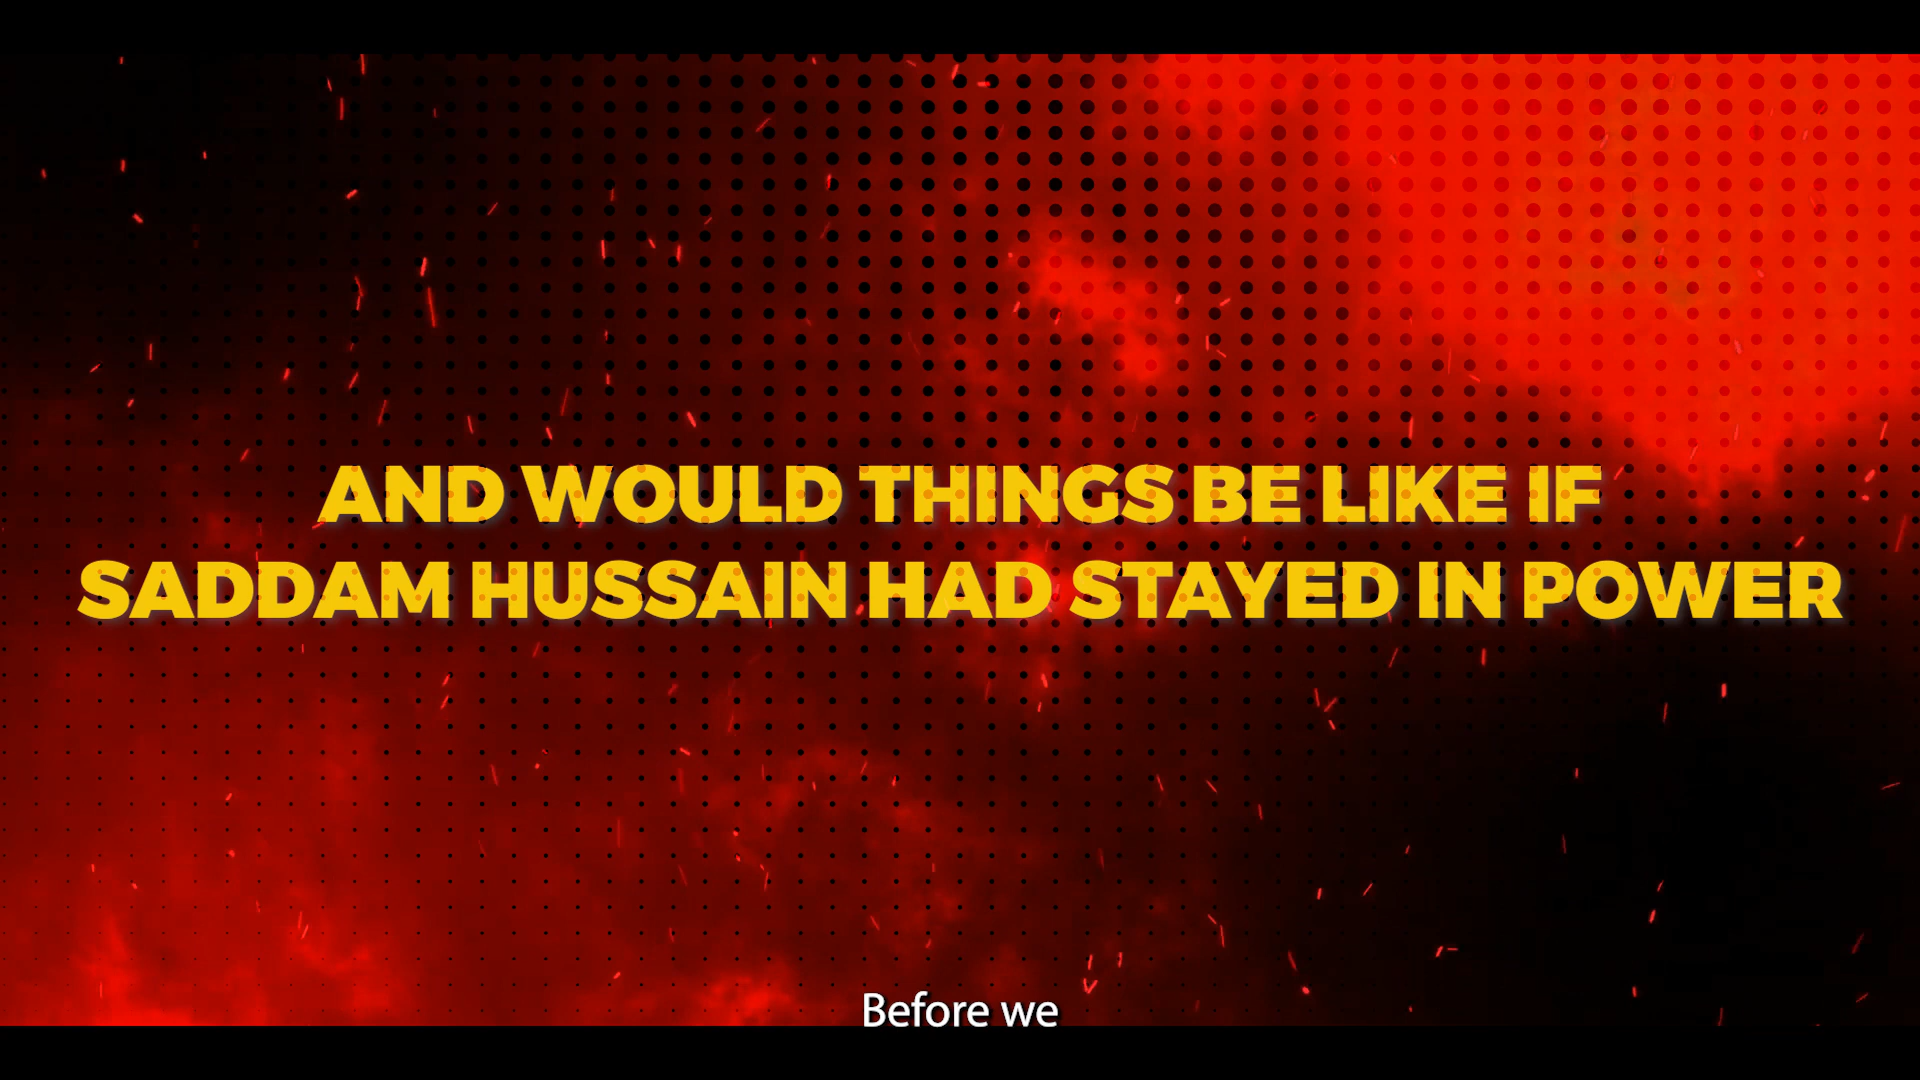 AND WOULD THINGS BE LIKE IF
SADDAM HUSSAIN HAD STAYED IN POWER
Before we